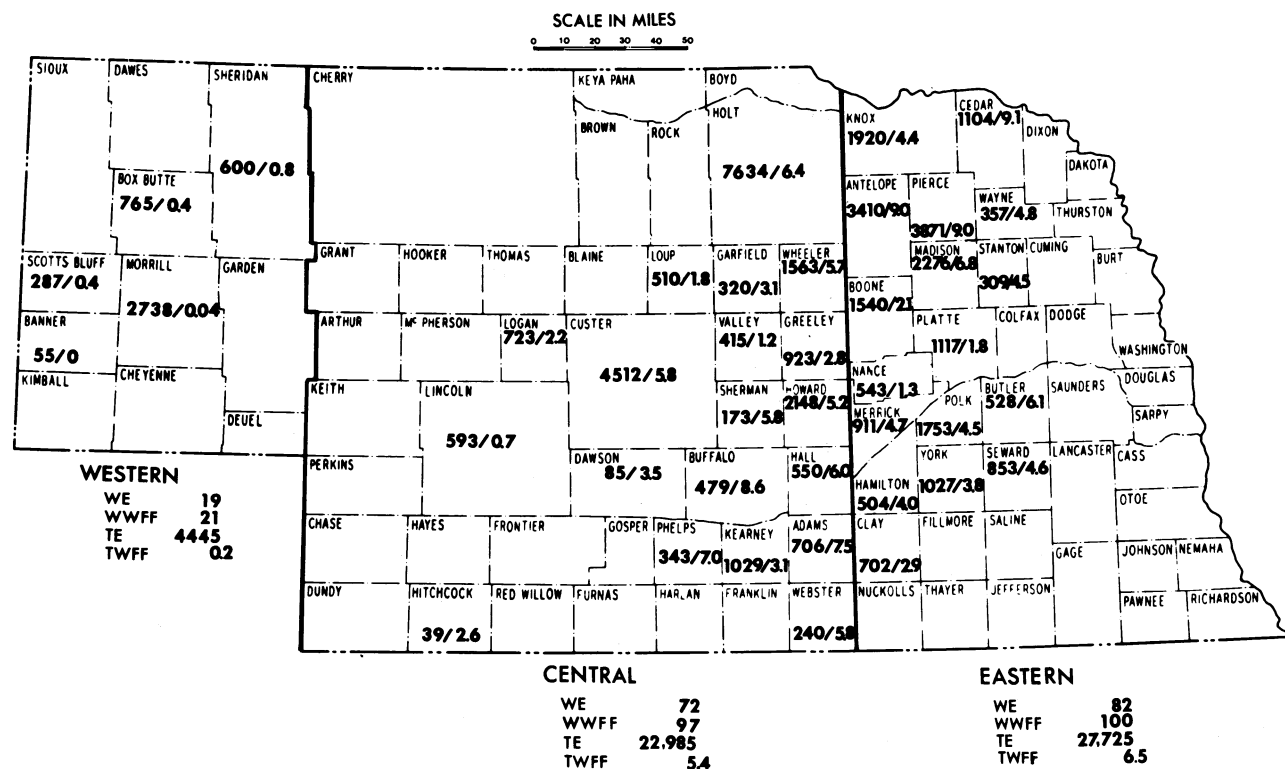 SCALE IN MILES
0 10 20 30 40 50
SIOUX
DAWES
SHERIDAN
600/0.8
BOX BUTTE
765/0.4
SCOTTS BLUFF
287/0.4
MORRILL
2738/0.04
GARDEN
BANNER
55/0
KIMBALL
CHEYENNE
DEUEL
WESTERN
WE 19
WWFF 21
TE 4445
TWFF 0.2
CHERRY
KEYA PAHA
BOYD
BROWN
ROCK
HOLT
7634/6.4
GRANT
HOOKER
THOMAS
BLAINE
LOUP
510/1.8
GARFIELD
320/3.1
WHEELER
1563/5.7
ARTHUR
Mc PHERSON
LOGAN
723/2.2
CUSTER
4512/5.8
VALLEY
415/1.2
GREELEY
923/2.8
KEITH
LINCOLN
593/0.7
SHERMAN
173/5.8
HOWARD
2148/5.2
PERKINS
DAWSON
85/3.5
BUFFALO
479/8.6
HALL
550/6.0
CHASE
HAYES
FRONTIER
GOSPER
PHELPS
343/7.0
KEARNEY
1029/3.1
ADAMS
706/7.5
DUNDY
HITCHCOCK
39/2.6
RED WILLOW
FURNAS
HARLAN
FRANKLIN
WEBSTER
240/5.8
CENTRAL
WE 72
WWFF 97
TE 22,985
TWFF 5.4
KNOX
1920/4.4
CEDAR
1104/9.1
DIXON
DAKOTA
ANTELOPE
3410/9.0
PIERCE
3871/9.0
WAYNE
357/4.8
THURSTON
MADISON
2276/6.8
STANTON
309/4.5
CUMING
BURT
BOONE
1540/2.1
PLATTE
1117/1.8
COLFAX
DODGE
WASHINGTON
NANCE
543/1.3
MERRICK
911/4.7
POLK
1753/4.5
BUTLER
528/6.1
SAUNDERS
DOUGLAS
SARPY
HAMILTON
504/4.0
YORK
1027/3.8
SEWARD
853/4.6
LANCASTER
CASS
OTOE
CLAY
702/2.9
FILLMORE
SALINE
GAGE
JOHNSON
NEMAHA
NUCKOLLS
THAYER
JEFFERSON
PAWNEE
RICHARDSON
EASTERN
WE 82
WWFF 100
TE 27,725
TWFF 6.5